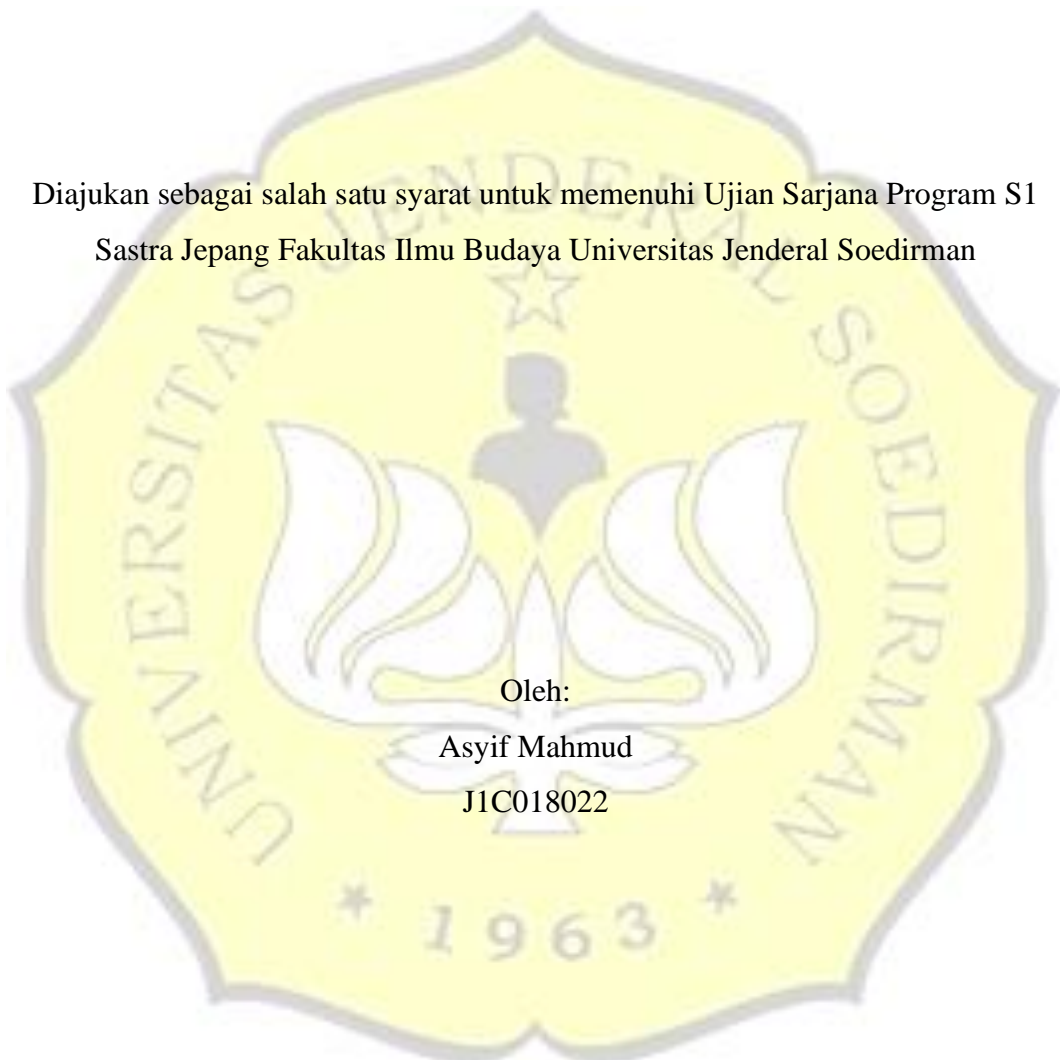 Diajukan sebagai salah satu syarat untuk memenuhi Ujian Sarjana Program S1
Sastra Jepang Fakultas Ilmu Budaya Universitas Jenderal Soedirman
UNIVERSITAS JENDERAL SOEDIRMAN
Oleh:
Asyif Mahmud
J1C018022
* 1963 *